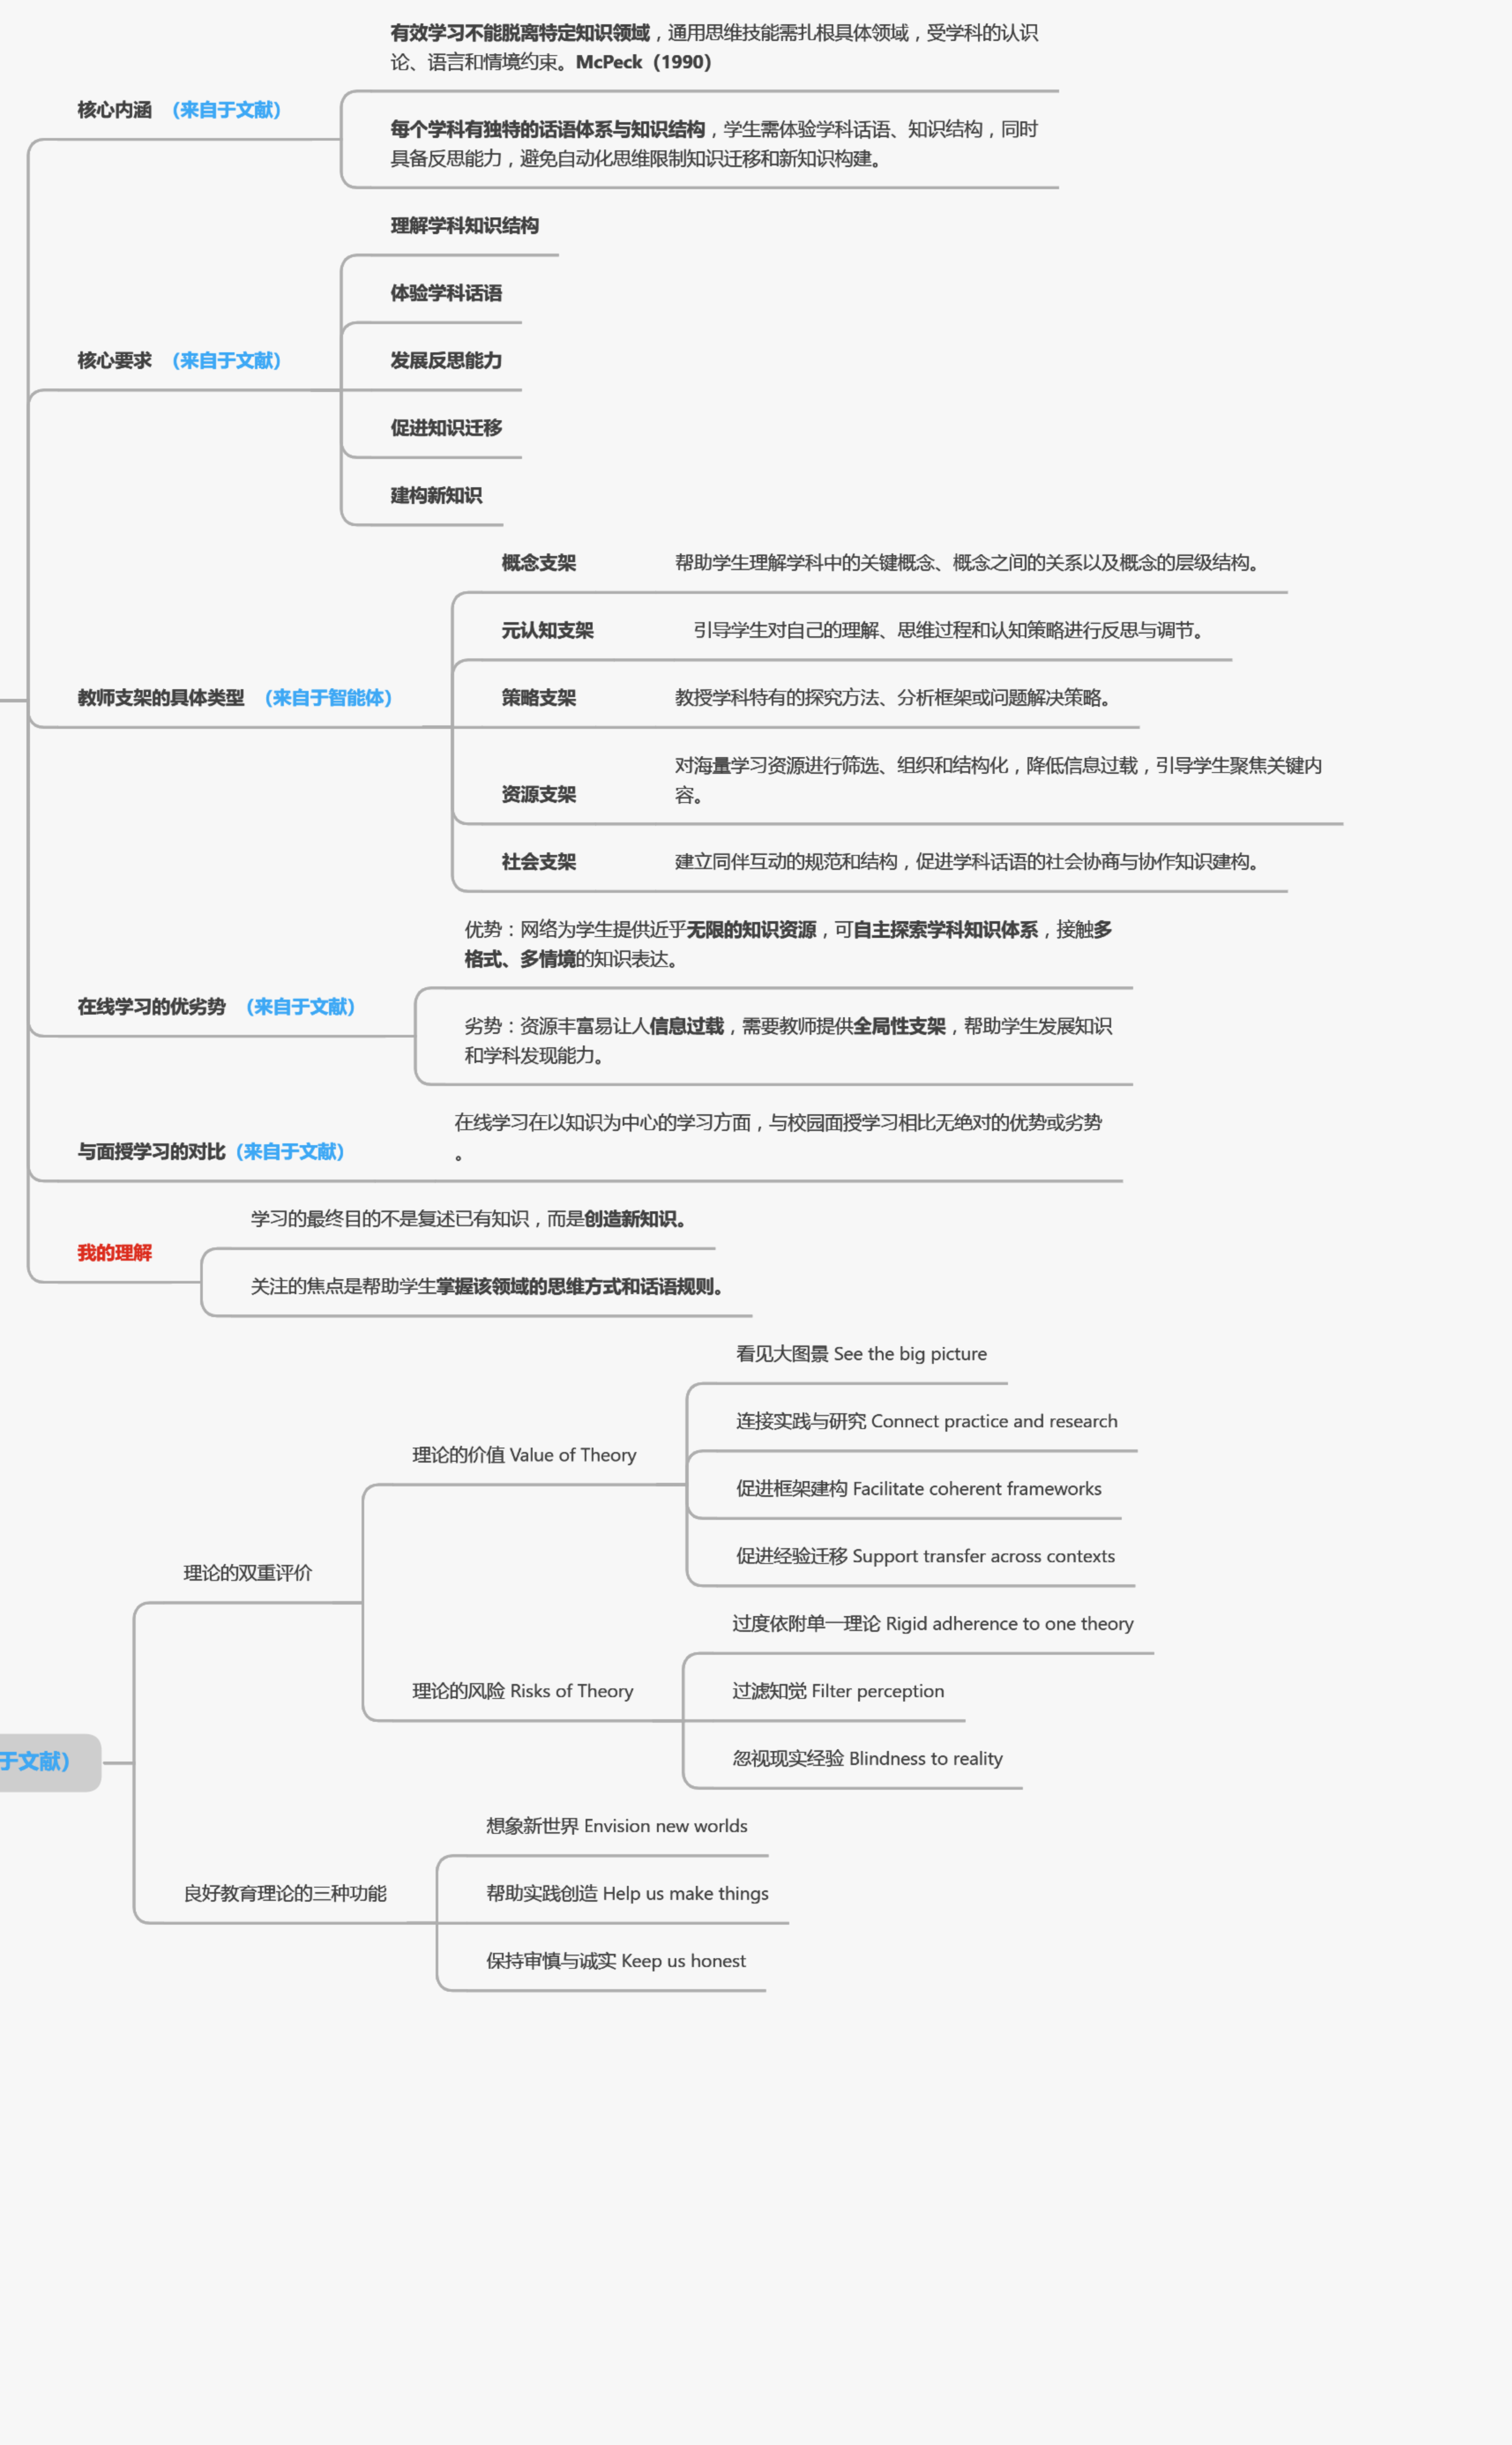 有效学习不能脱离特定知识领域，通用思维技能需扎根具体领域，受学科的认识
论、语言和情境约束。McPeck（1990）
核心内涵 （来自于文献）
每个学科有独特的话语体系与知识结构，学生需体验学科话语、知识结构，同时
具备反思能力，避免自动化思维限制知识迁移和新知识构建。
理解学科知识结构
体验学科话语
核心要求 （来自于文献）
发展反思能力
促进知识迁移
建构新知识
概念支架 帮助学生理解学科中的关键概念、概念之间的关系以及概念的层级结构。
元认知支架 引导学生对自己的理解、思维过程和认知策略进行反思与调节。
教师支架的具体类型 （来自于智能体）
策略支架 教授学科特有的探究方法、分析框架或问题解决策略。
资源支架
对海量学习资源进行筛选、组织和结构化，降低信息过载，引导学生聚焦关键内
容。
社会支架 建立同伴互动的规范和结构，促进学科话语的社会协商与协作知识建构。
优势：网络为学生提供近乎无限的知识资源，可自主探索学科知识体系，接触多
格式、多情境的知识表达。
在线学习的优劣势 （来自于文献）
劣势：资源丰富易让人信息过载，需要教师提供全局性支架，帮助学生发展知识
和学科发现能力。
与面授学习的对比（来自于文献）
在线学习在以知识为中心的学习方面，与校园面授学习相比无绝对的优势或劣势
。
学习的最终目的不是复述已有知识，而是创造新知识。
我的理解
关注的焦点是帮助学生掌握该领域的思维方式和话语规则。
看见大图景 See the big picture
连接实践与研究 Connect practice and research
理论的价值 Value of Theory
促进框架建构 Facilitate coherent frameworks
促进经验迁移 Support transfer across contexts
理论的双重评价
过度依附单一理论 Rigid adherence to one theory
理论的风险 Risks of Theory
过滤知觉 Filter perception
忽视现实经验 Blindness to reality
于文献）
想象新世界 Envision new worlds
良好教育理论的三种功能
帮助实践创造 Help us make things
保持审慎与诚实 Keep us honest